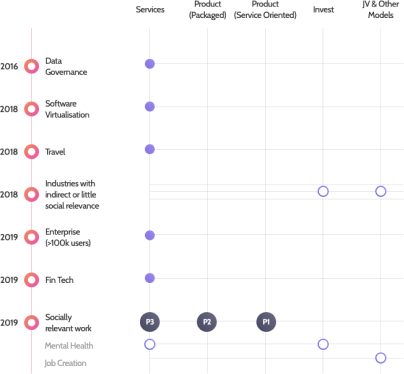 Services
Product
(Packaged)
Product
(Service Oriented)
Invest
JV & Other
Models
2016
Data
Governance
2018
Software
Virtualisation
2018
Travel
2018
Industries with
indirect or little
social relevance
2019
Enterprise
(>100k users)
2019
Fin Tech
2019
Socially
relevant work
P3
P2
P1
Mental Health
Job Creation